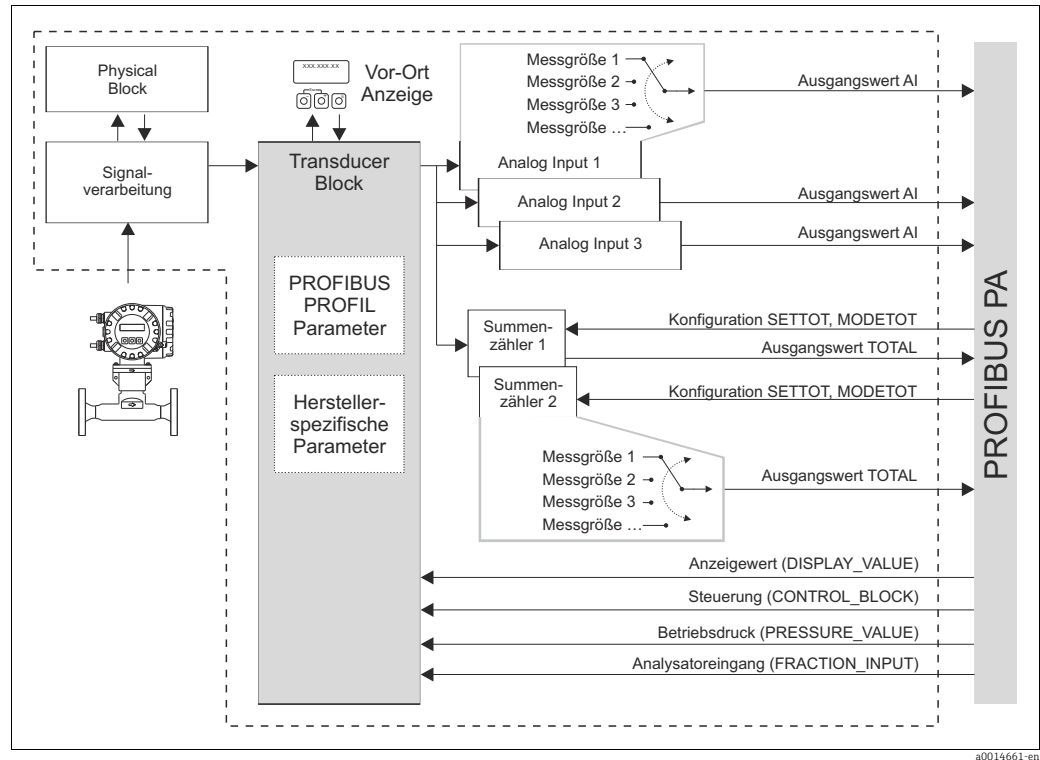 Physical
Block
Signal-
verarbeitung
xxx.xxx.xx
Vor-Ort
Anzeige
Transducer
Block
PROFIBUS
PROFIL
Parameter
Hersteller-
spezifische
Parameter
Messgröße 1
Messgröße 2
Messgröße 3
Messgröße …
Analog Input 1
Analog Input 2
Analog Input 3
Ausgangswert AI
Ausgangswert AI
Ausgangswert AI
Summen-
zähler 1
Summen-
zähler 2
Konfiguration SETTOT, MODETOT
Ausgangswert TOTAL
Konfiguration SETTOT, MODETOT
Messgröße 1
Messgröße 2
Messgröße 3
Messgröße …
Ausgangswert TOTAL
Anzeigewert (DISPLAY_VALUE)
Steuerung (CONTROL_BLOCK)
Betriebsdruck (PRESSURE_VALUE)
Analysatoreingang (FRACTION_INPUT)
PROFIBUS PA
a0014661-en